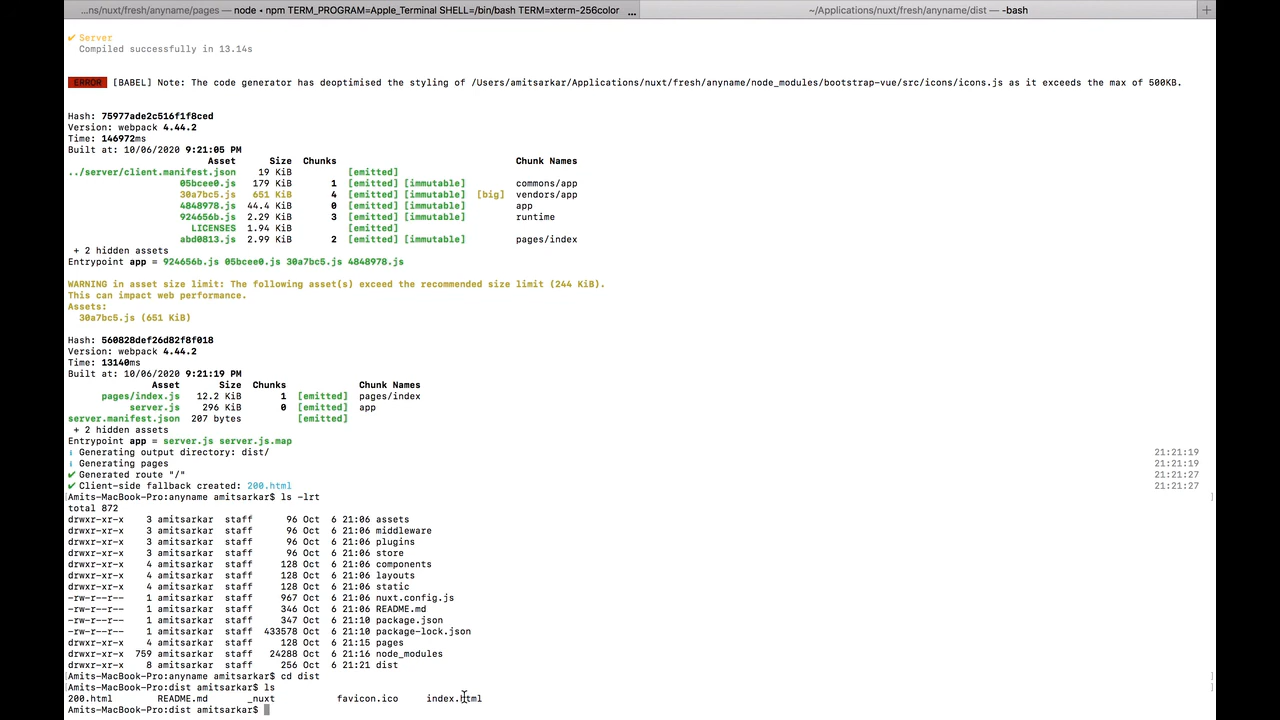 ...ns/nuxt/fresh/anyname/pages — node • npm TERM_PROGRAM=Apple_Terminal SHELL=/bin/bash TERM=xterm-256color ... ~/Applications/nuxt/fresh/anyname/dist — -bash +
✔ Server
Compiled successfully in 13.14s
ERROR [BABEL] Note: The code generator has deoptimised the styling of /Users/amitsarkar/Applications/nuxt/fresh/anyname/node_modules/bootstrap-vue/src/icons/icons.js as it exceeds the max of 500KB.
Hash: 75977ade2c516f1f8ced
Version: webpack 4.44.2
Time: 146972ms
Built at: 10/06/2020 9:21:05 PM
Asset Size Chunks Chunk Names
../server/client.manifest.json 19 KiB [emitted]
05bcee0.js 179 KiB 1 [emitted] [immutable] commons/app
30a7bc5.js 651 KiB 4 [emitted] [immutable] [big] vendors/app
4848978.js 44.4 KiB 0 [emitted] [immutable] app
924656b.js 2.29 KiB 3 [emitted] [immutable] runtime
LICENSES 1.94 KiB [emitted]
abd0813.js 2.99 KiB 2 [emitted] [immutable] pages/index
+ 2 hidden assets
Entrypoint app = 924656b.js 05bcee0.js 30a7bc5.js 4848978.js
WARNING in asset size limit: The following asset(s) exceed the recommended size limit (244 KiB).
This can impact web performance.
Assets:
30a7bc5.js (651 KiB)
Hash: 560828def26d82f8f018
Version: webpack 4.44.2
Time: 13140ms
Built at: 10/06/2020 9:21:19 PM
Asset Size Chunks Chunk Names
pages/index.js 12.2 KiB 1 [emitted] pages/index
server.js 296 KiB 0 [emitted] app
server.manifest.json 207 bytes [emitted]
+ 2 hidden assets
Entrypoint app = server.js server.js.map
ℹ Generating output directory: dist/ 21:21:19
ℹ Generating pages 21:21:19
✔ Generated route "/" 21:21:27
✔ Client-side fallback created: 200.html 21:21:27
[Amits-MacBook-Pro:anyname amitsarkar$ ls -lrt ]
total 872
drwxr-xr-x 3 amitsarkar staff 96 Oct 6 21:06 assets
drwxr-xr-x 3 amitsarkar staff 96 Oct 6 21:06 middleware
drwxr-xr-x 3 amitsarkar staff 96 Oct 6 21:06 plugins
drwxr-xr-x 3 amitsarkar staff 96 Oct 6 21:06 store
drwxr-xr-x 4 amitsarkar staff 128 Oct 6 21:06 components
drwxr-xr-x 4 amitsarkar staff 128 Oct 6 21:06 layouts
drwxr-xr-x 4 amitsarkar staff 128 Oct 6 21:06 static
-rw-r--r-- 1 amitsarkar staff 967 Oct 6 21:06 nuxt.config.js
-rw-r--r-- 1 amitsarkar staff 346 Oct 6 21:06 README.md
-rw-r--r-- 1 amitsarkar staff 347 Oct 6 21:10 package.json
-rw-r--r-- 1 amitsarkar staff 433578 Oct 6 21:10 package-lock.json
drwxr-xr-x 4 amitsarkar staff 128 Oct 6 21:15 pages
drwxr-xr-x 759 amitsarkar staff 24288 Oct 6 21:16 node_modules
drwxr-xr-x 8 amitsarkar staff 256 Oct 6 21:21 dist
[Amits-MacBook-Pro:anyname amitsarkar$ cd dist ]
[Amits-MacBook-Pro:dist amitsarkar$ ls ]
200.html README.md _nuxt favicon.ico index.html
Amits-MacBook-Pro:dist amitsarkar$